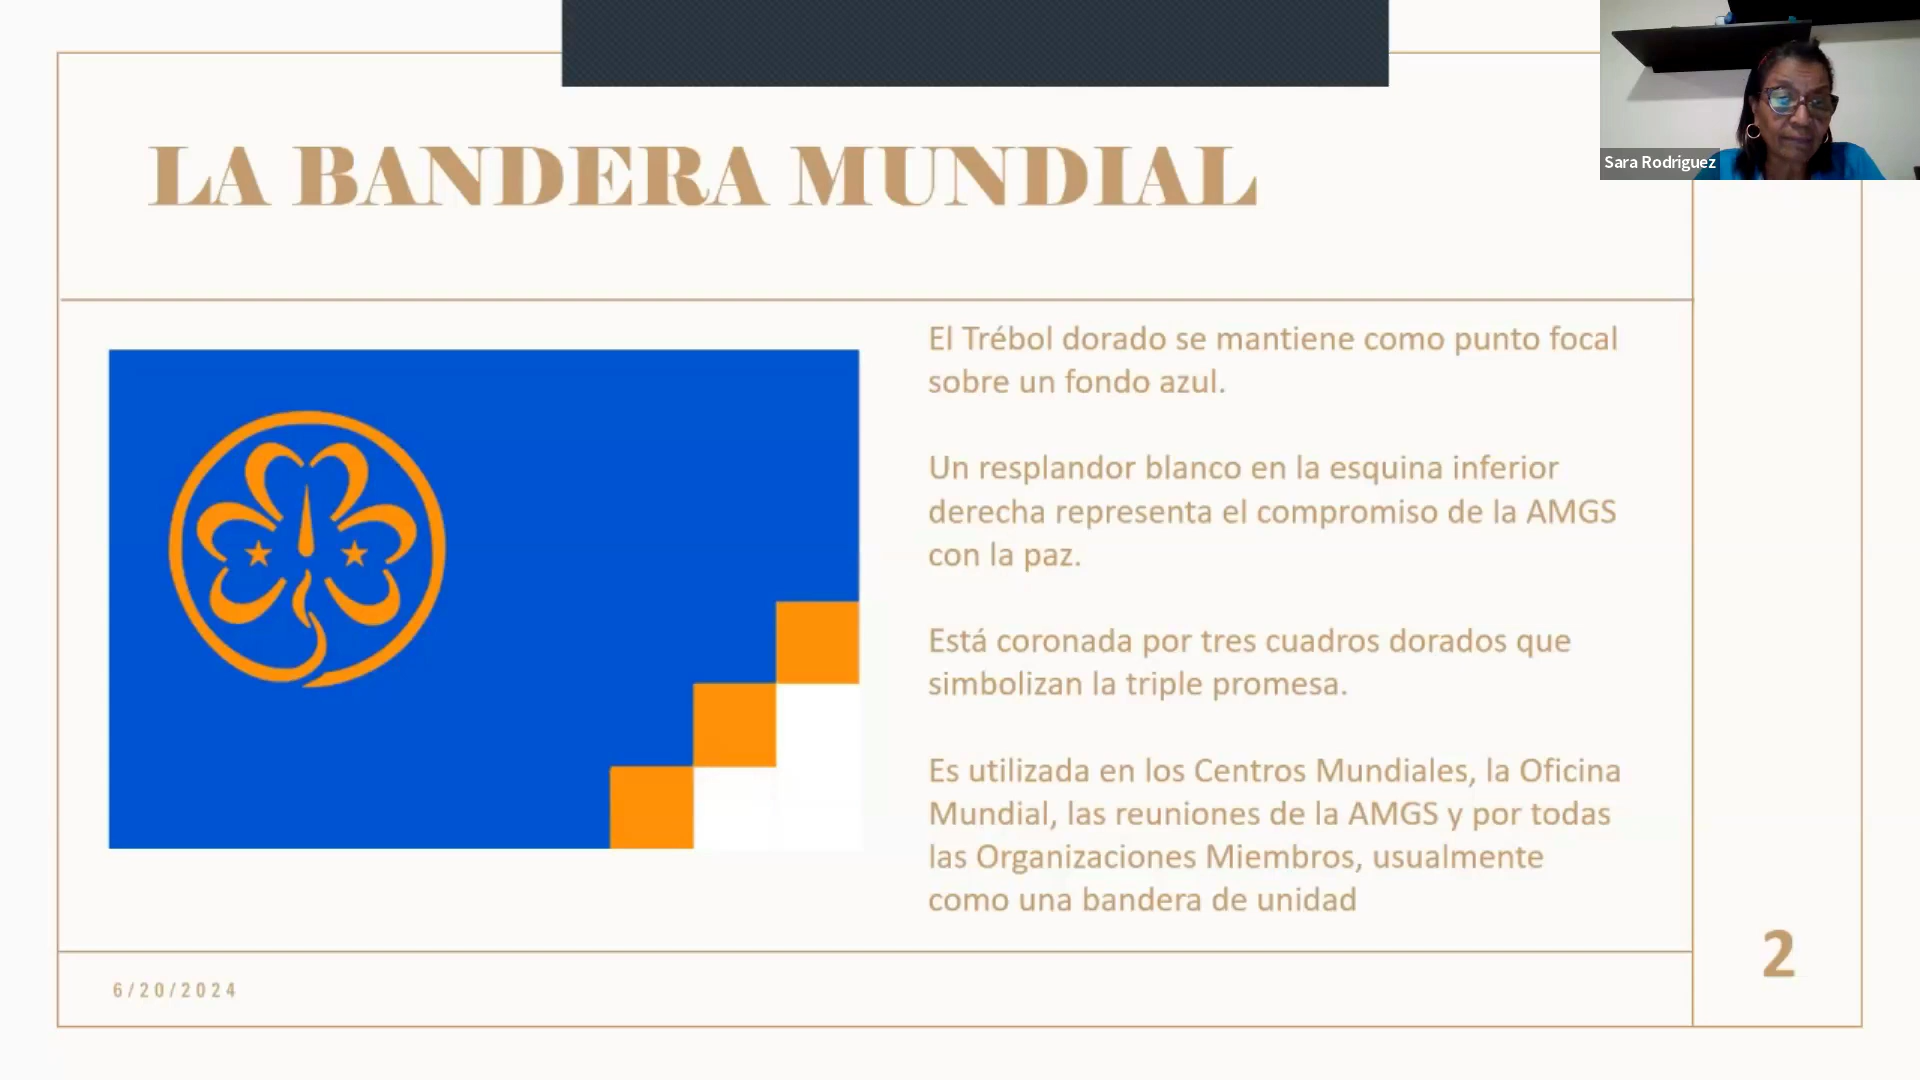 Sara Rodriguez
LA BANDERA MUNDIAL
El Trébol dorado se mantiene como punto focal
sobre un fondo azul.
Un resplandor blanco en la esquina inferior
derecha representa el compromiso de la AMGS
con la paz.
Está coronada por tres cuadros dorados que
simbolizan la triple promesa.
Es utilizada en los Centros Mundiales, la Oficina
Mundial, las reuniones de la AMGS y por todas
las Organizaciones Miembros, usualmente
como una bandera de unidad
2
6/20/2024